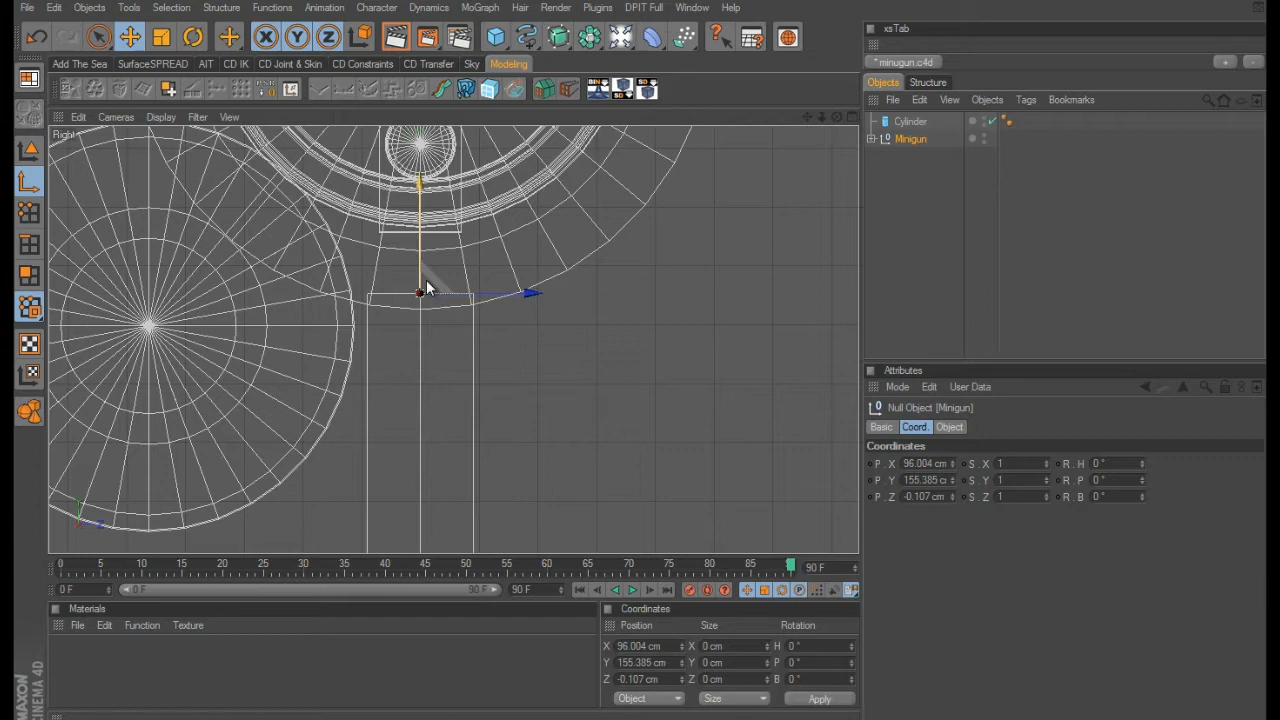 File Edit Objects Tools Selection Structure Functions Animation Character Dynamics MoGraph Hair Render Plugins DPIT Full Window Help
xsTab
* minugun.c4d
Add The Sea SurfaceSPREAD AIT CD IK CD Joint & Skin CD Constraints CD Transfer Sky Modeling
Objects Structure
File Edit View Objects Tags Bookmarks
Edit Cameras Display Filter View
Right
Cylinder
Minigun
Attributes
Mode Edit User Data
Null Object [Minigun]
Basic Coord. Object
Coordinates
P . X 96.004 cm S . X 1 R . H 0 °
P . Y 155.385 c S . Y 1 R . P 0 °
P . Z -0.107 cm S . Z 1 R . B 0 °
Y
Z
0 5 10 15 20 25 30 35 40 45 50 55 60 65 70 75 80 85 90 F
0 F 0 F 90 F 90 F
Materials
File Edit Function Texture
Coordinates
Position Size Rotation
X 96.004 cm X 0 cm H 0 °
Y 155.385 cm Y 0 cm P 0 °
Z -0.107 cm Z 0 cm B 0 °
Object Size Apply
MAXON
CINEMA 4D